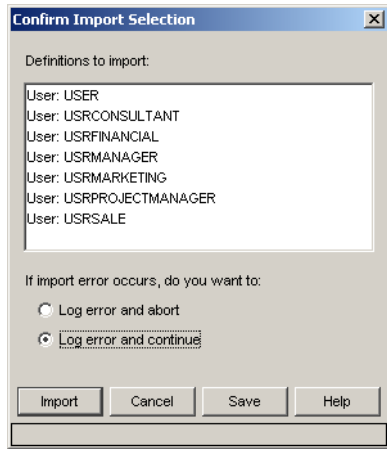 Confirm Import Selection
Definitions to import:
User: USER
User: USRCONSULTANT
User: USRFINANCIAL
User: USRMANAGER
User: USRMARKETING
User: USRPROJECTMANAGER
User: USRSALE
If import error occurs, do you want to:
Log error and abort
Log error and continue
Import Cancel Save Help